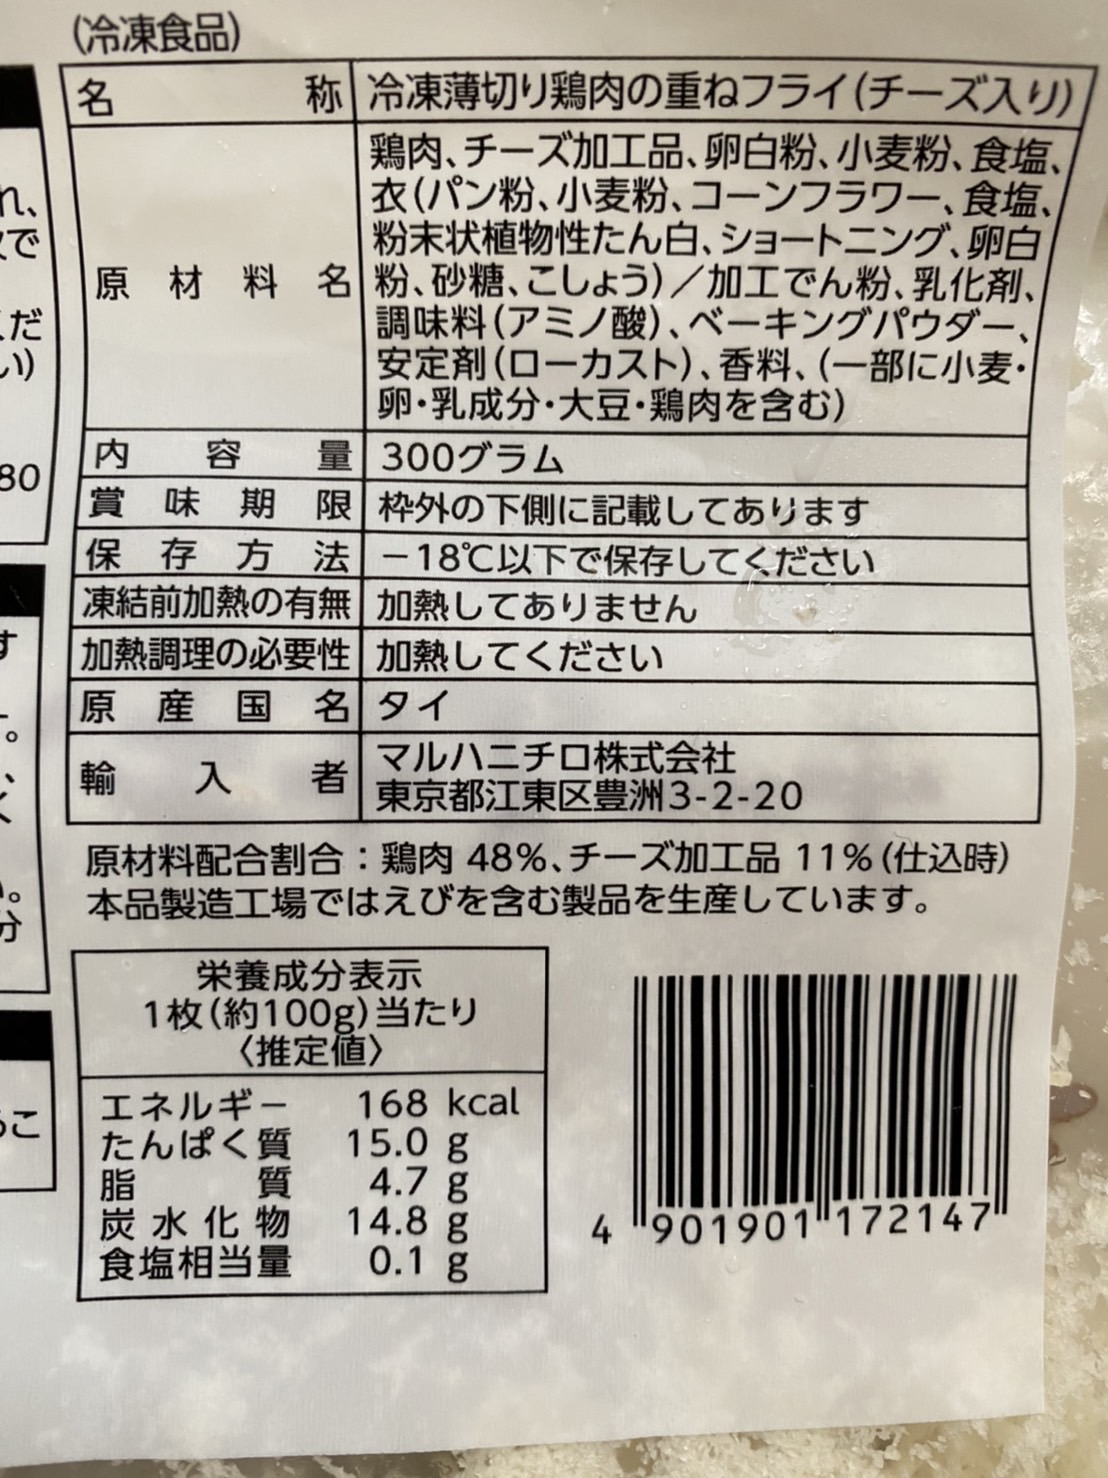 (冷凍食品)
名称 冷凍薄切り鶏肉の重ねフライ(チーズ入り)
原材料名 鶏肉、チーズ加工品、卵白粉、小麦粉、食塩、
衣(パン粉、小麦粉、コーンフラワー、食塩、
粉末状植物性たん白、ショートニング、卵白
粉、砂糖、こしょう)／加工でん粉、乳化剤、
調味料(アミノ酸)、ベーキングパウダー、
安定剤(ローカスト)、香料、(一部に小麦・
卵・乳成分・大豆・鶏肉を含む)
内容量 300グラム
賞味期限 枠外の下側に記載してあります
保存方法 －18℃以下で保存してください
凍結前加熱の有無 加熱してありません
加熱調理の必要性 加熱してください
原産国名 タイ
輸入者 マルハニチロ株式会社
東京都江東区豊洲3-2-20
原材料配合割合：鶏肉 48%、チーズ加工品 11%(仕込時)
本品製造工場ではえびを含む製品を生産しています。
栄養成分表示
1枚(約100g)当たり
〈推定値〉
エネルギー 168 kcal
たんぱく質 15.0 g
脂質 4.7 g
炭水化物 14.8 g
食塩相当量 0.1 g
4 901901 172147
れ、
で
だ
い)
80
す
。
、
く
。
分
こ